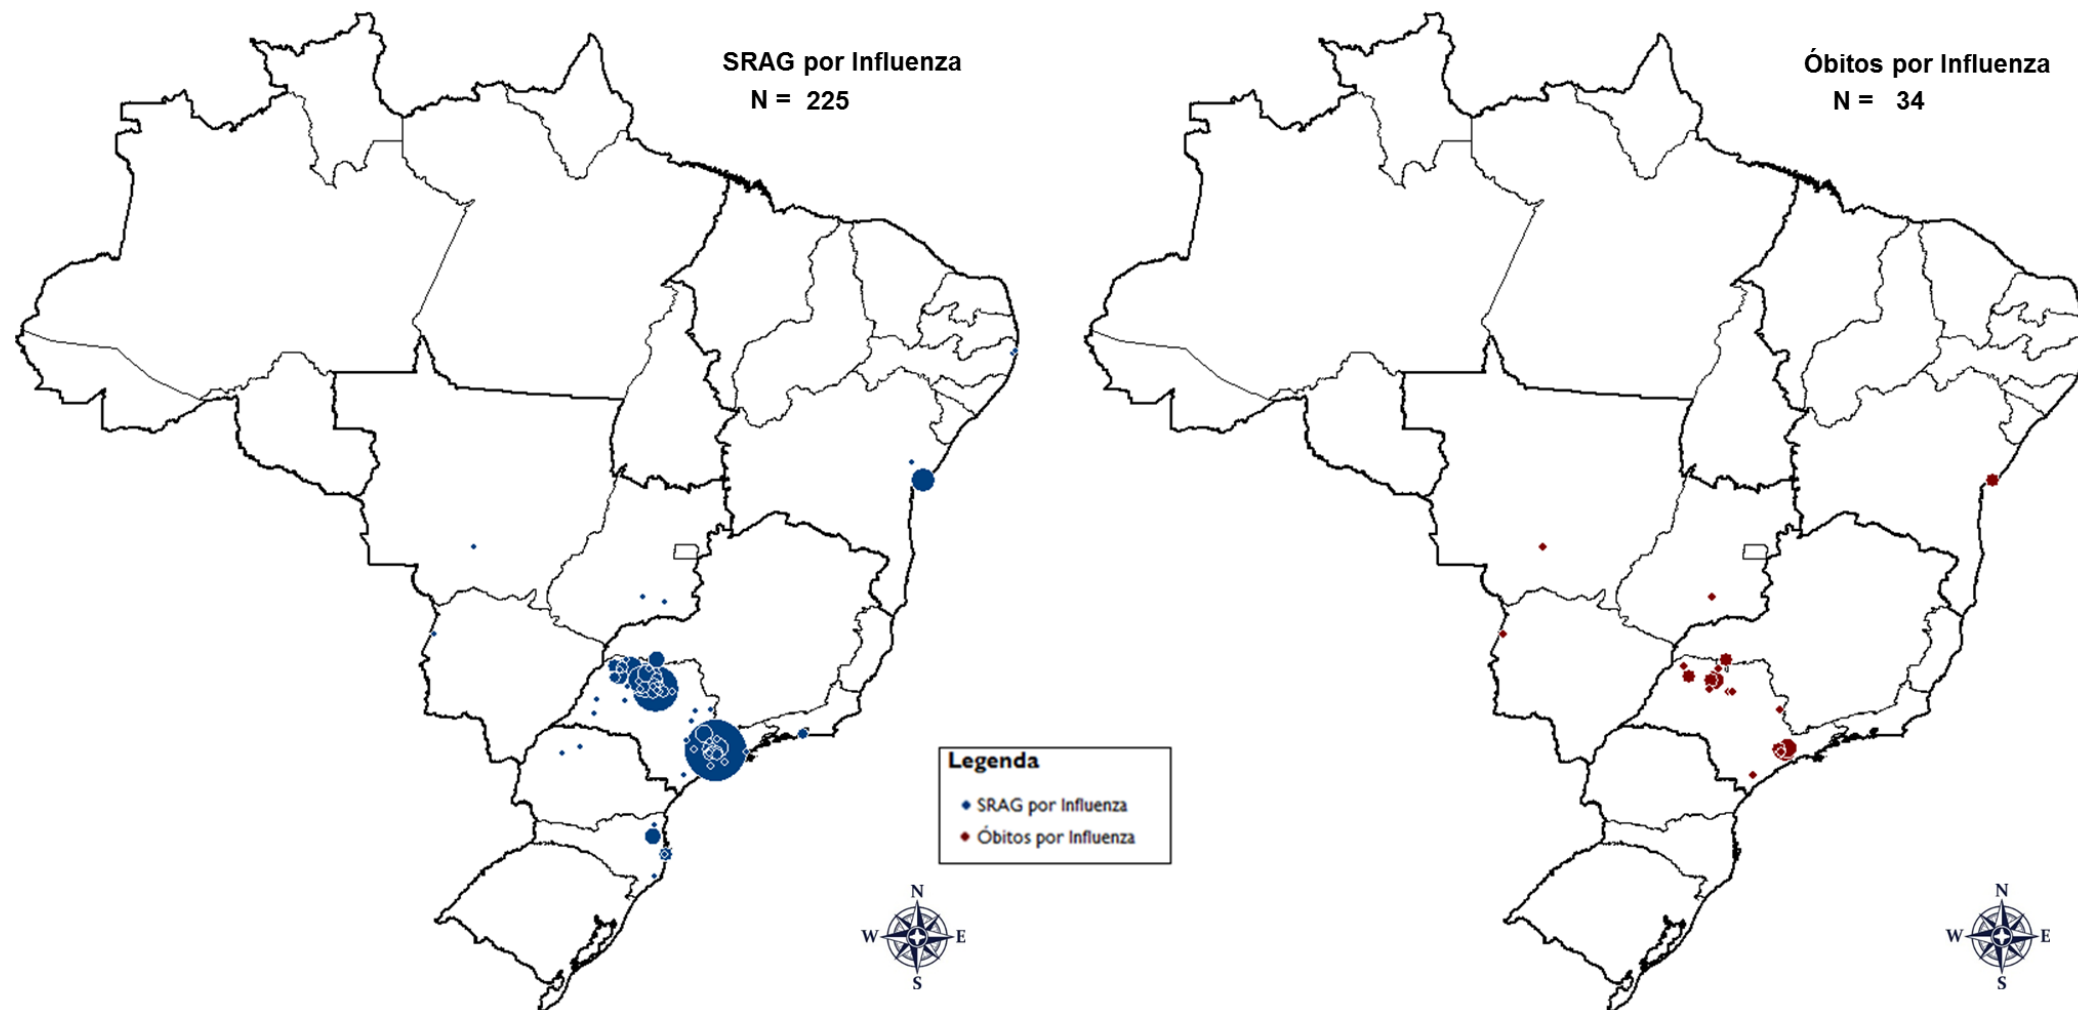 SRAG por Influenza
N = 225
Óbitos por Influenza
N = 34
Legenda
SRAG por Influenza
Óbitos por Influenza
N
W E
S
N
W E
S